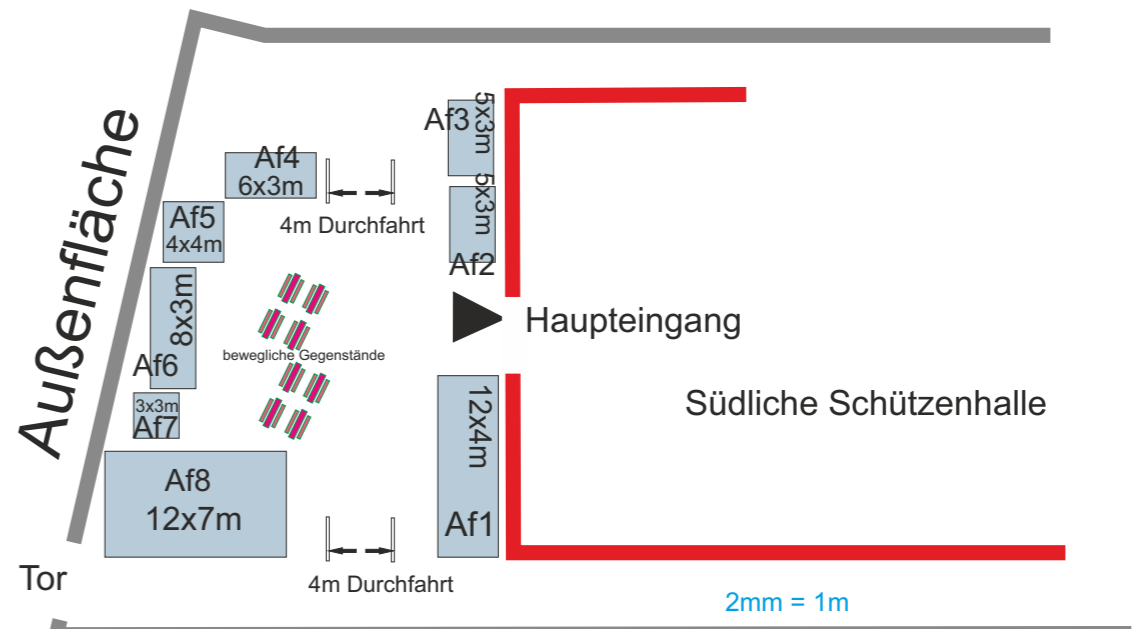 Außenfläche
Af3
5x3m
Af4
6x3m
5x3m
Af2
Af5
4x4m
4m Durchfahrt
8x3m
Af6
Haupteingang
bewegliche Gegenstände
3x3m
Af7
12x4m
Af1
Südliche Schützenhalle
Af8
12x7m
Tor
4m Durchfahrt
2mm = 1m